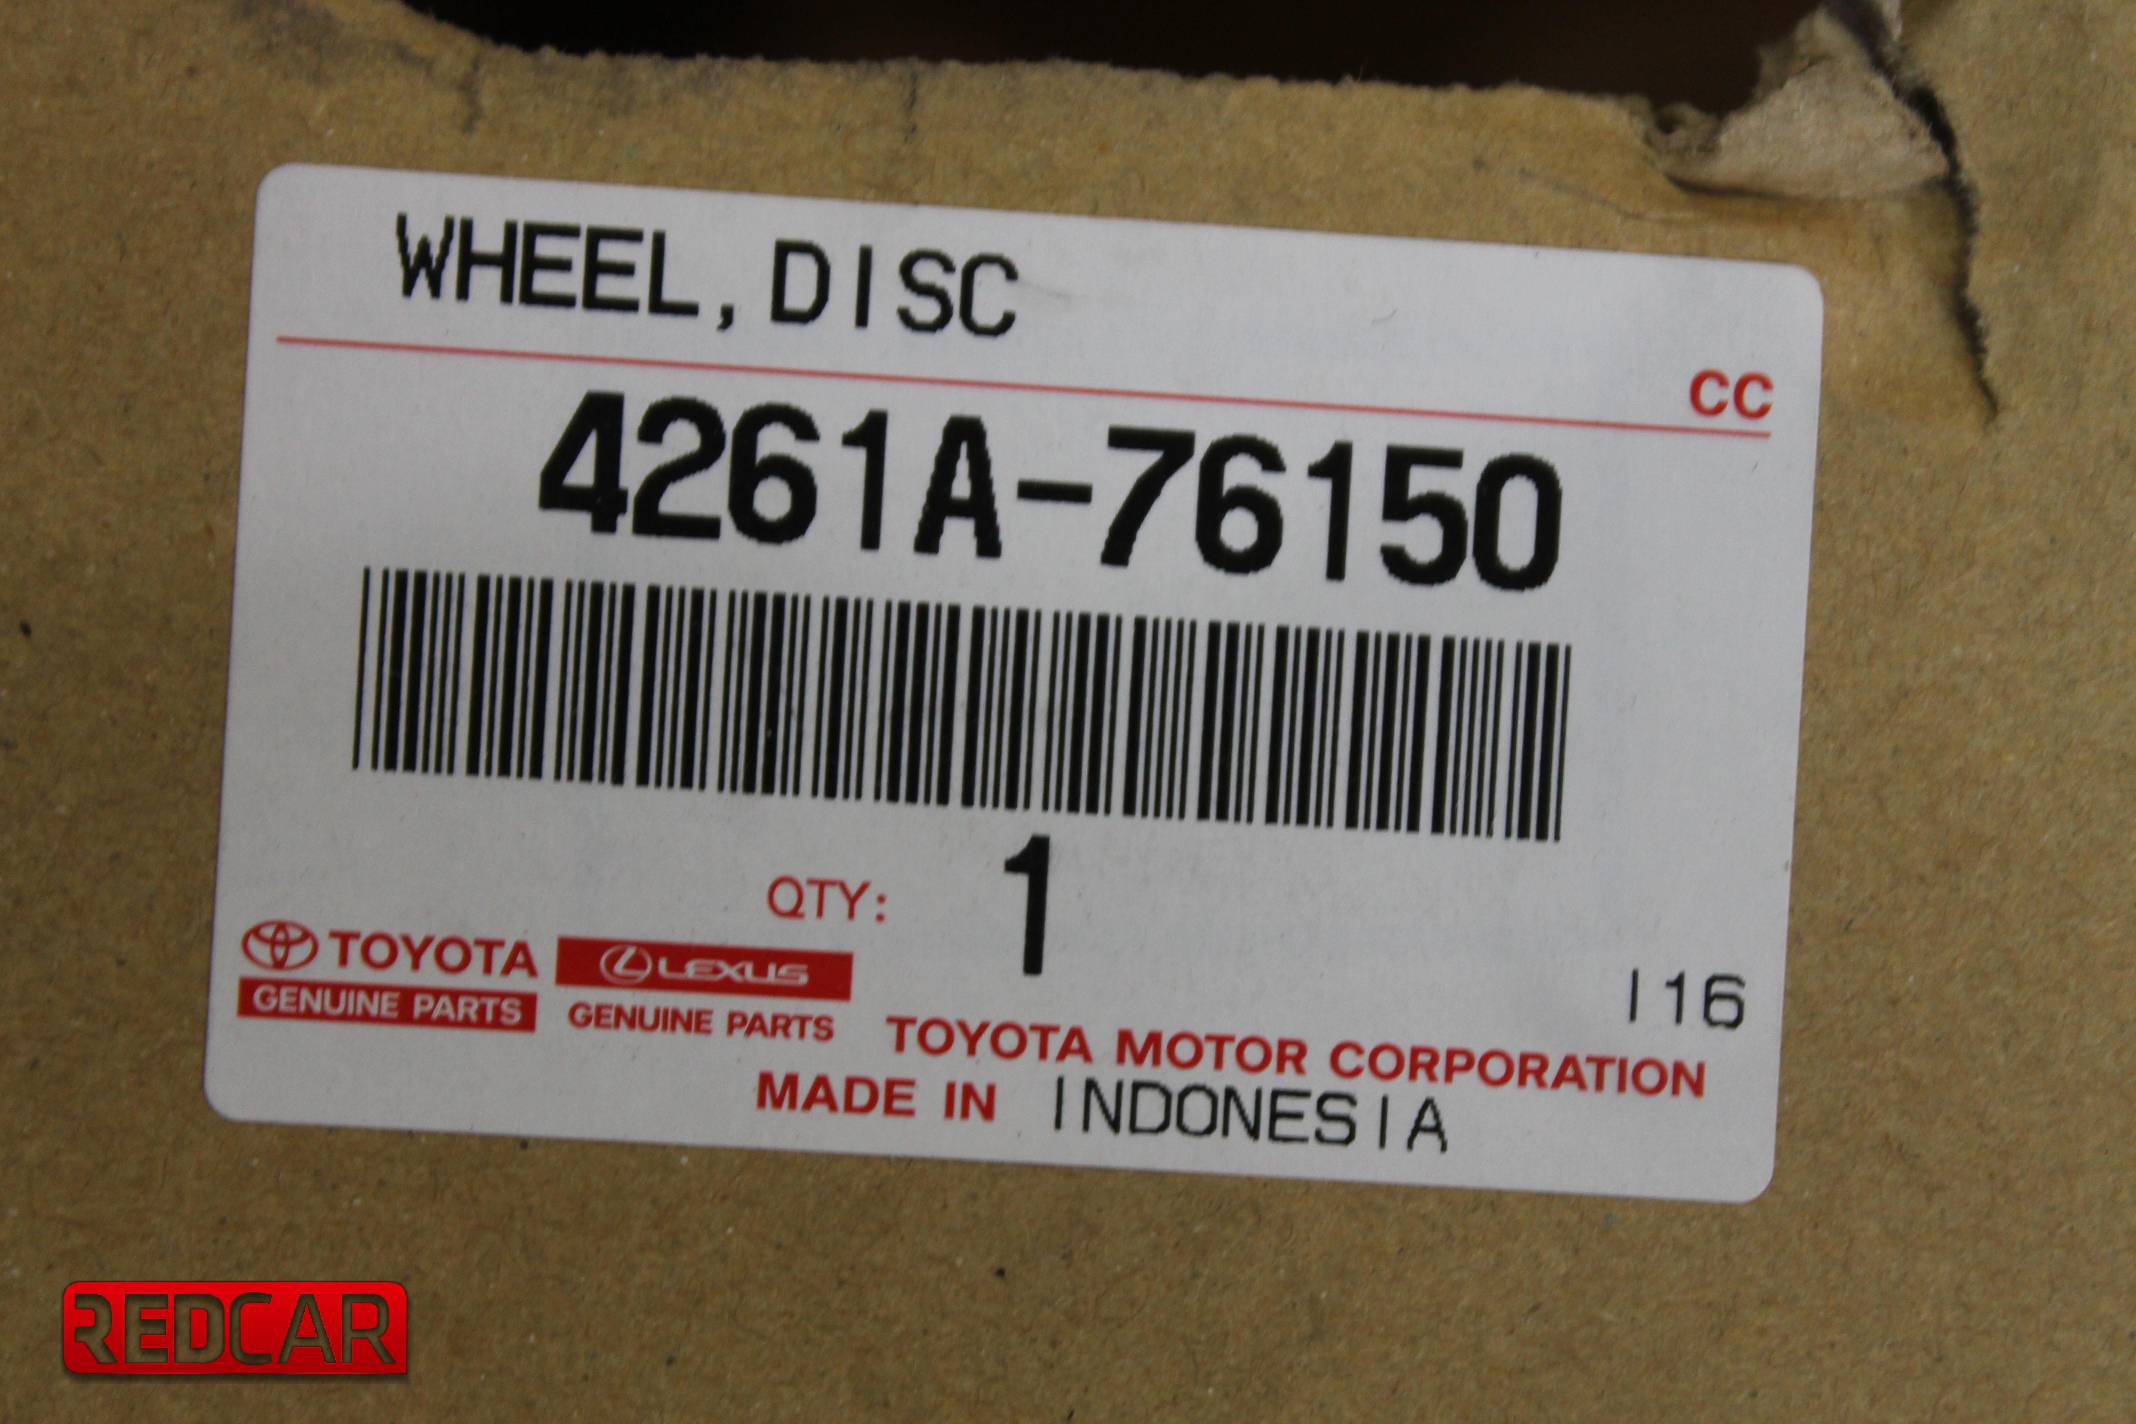 WHEEL,DISC
CC
4261A-76150
QTY: 1
TOYOTA
GENUINE PARTS
LEXUS
GENUINE PARTS
I16
TOYOTA MOTOR CORPORATION
MADE IN INDONESIA
REDCAR